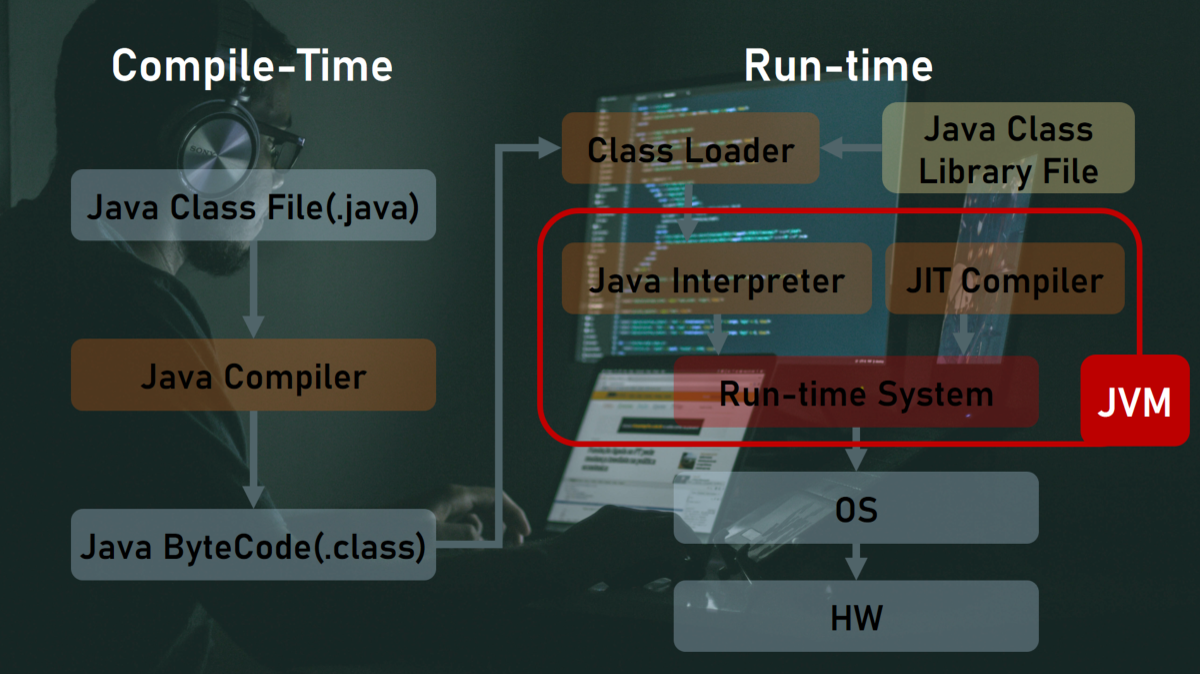 Compile-Time
Run-time
SONY
Java Class File(.java)
Java Compiler
Java ByteCode(.class)
Class Loader
Java Class
Library File
Java Interpreter
JIT Compiler
Run-time System
JVM
OS
HW